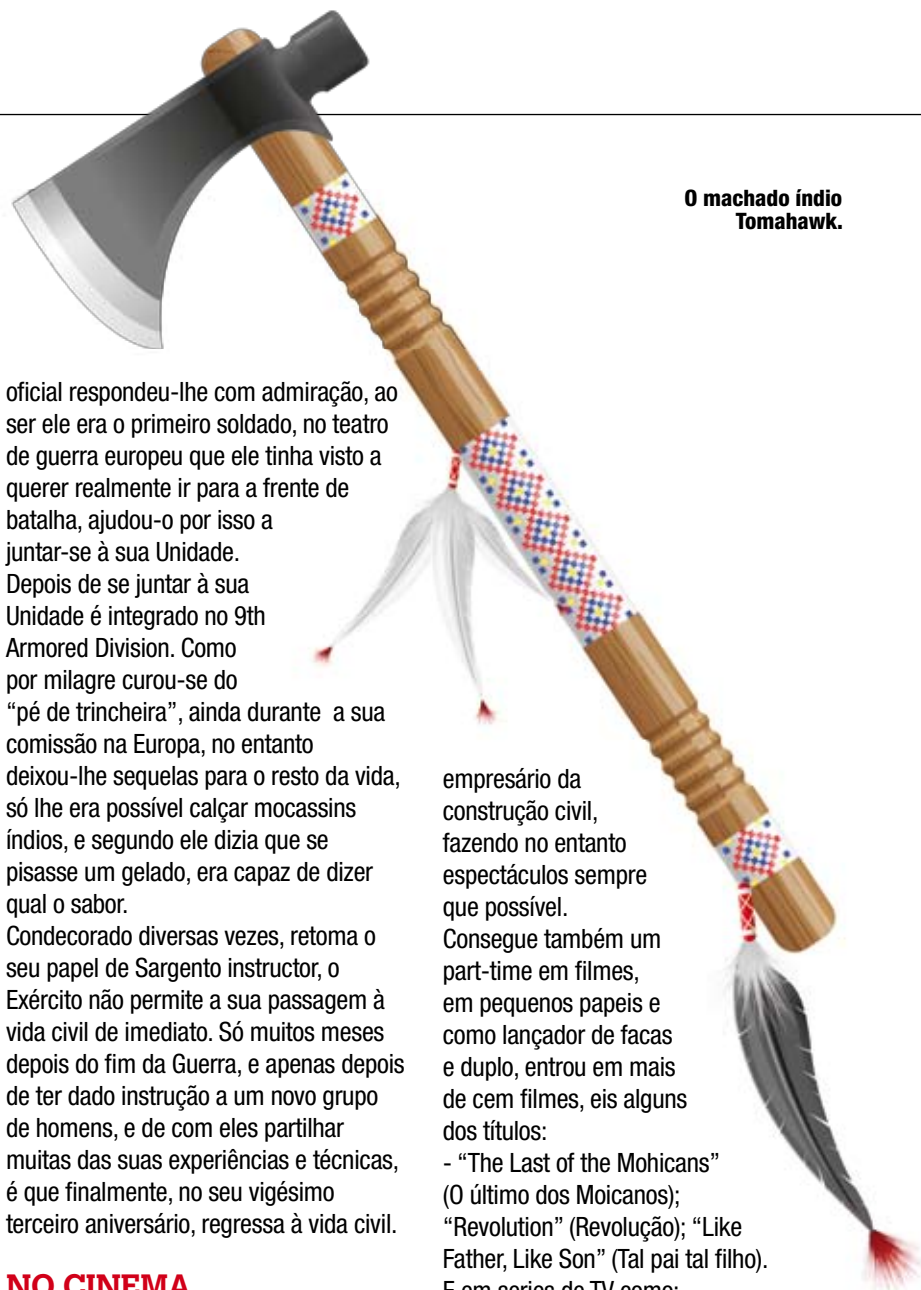 O machado índio
Tomahawk.
oficial respondeu-lhe com admiração, ao
ser ele era o primeiro soldado, no teatro
de guerra europeu que ele tinha visto a
querer realmente ir para a frente de
batalha, ajudou-o por isso a
juntar-se à sua Unidade.
Depois de se juntar à sua
Unidade é integrado no 9th
Armored Division. Como
por milagre curou-se do
“pé de trincheira”, ainda durante a sua
comissão na Europa, no entanto
deixou-lhe sequelas para o resto da vida,
só lhe era possível calçar mocassins
índios, e segundo ele dizia que se
pisasse um gelado, era capaz de dizer
qual o sabor.
Condecorado diversas vezes, retoma o
seu papel de Sargento instructor, o
Exército não permite a sua passagem à
vida civil de imediato. Só muitos meses
depois do fim da Guerra, e apenas depois
de ter dado instrução a um novo grupo
de homens, e de com eles partilhar
muitas das suas experiências e técnicas,
é que finalmente, no seu vigésimo
terceiro aniversário, regressa à vida civil.
NO CINEMA
empresário da
construção civil,
fazendo no entanto
espectáculos sempre
que possível.
Consegue também um
part-time em filmes,
em pequenos papeis e
como lançador de facas
e duplo, entrou em mais
de cem filmes, eis alguns
dos títulos:
- “The Last of the Mohicans”
(O último dos Moicanos);
“Revolution” (Revolução); “Like
Father, Like Son” (Tal pai tal filho).
E em series de TV como: